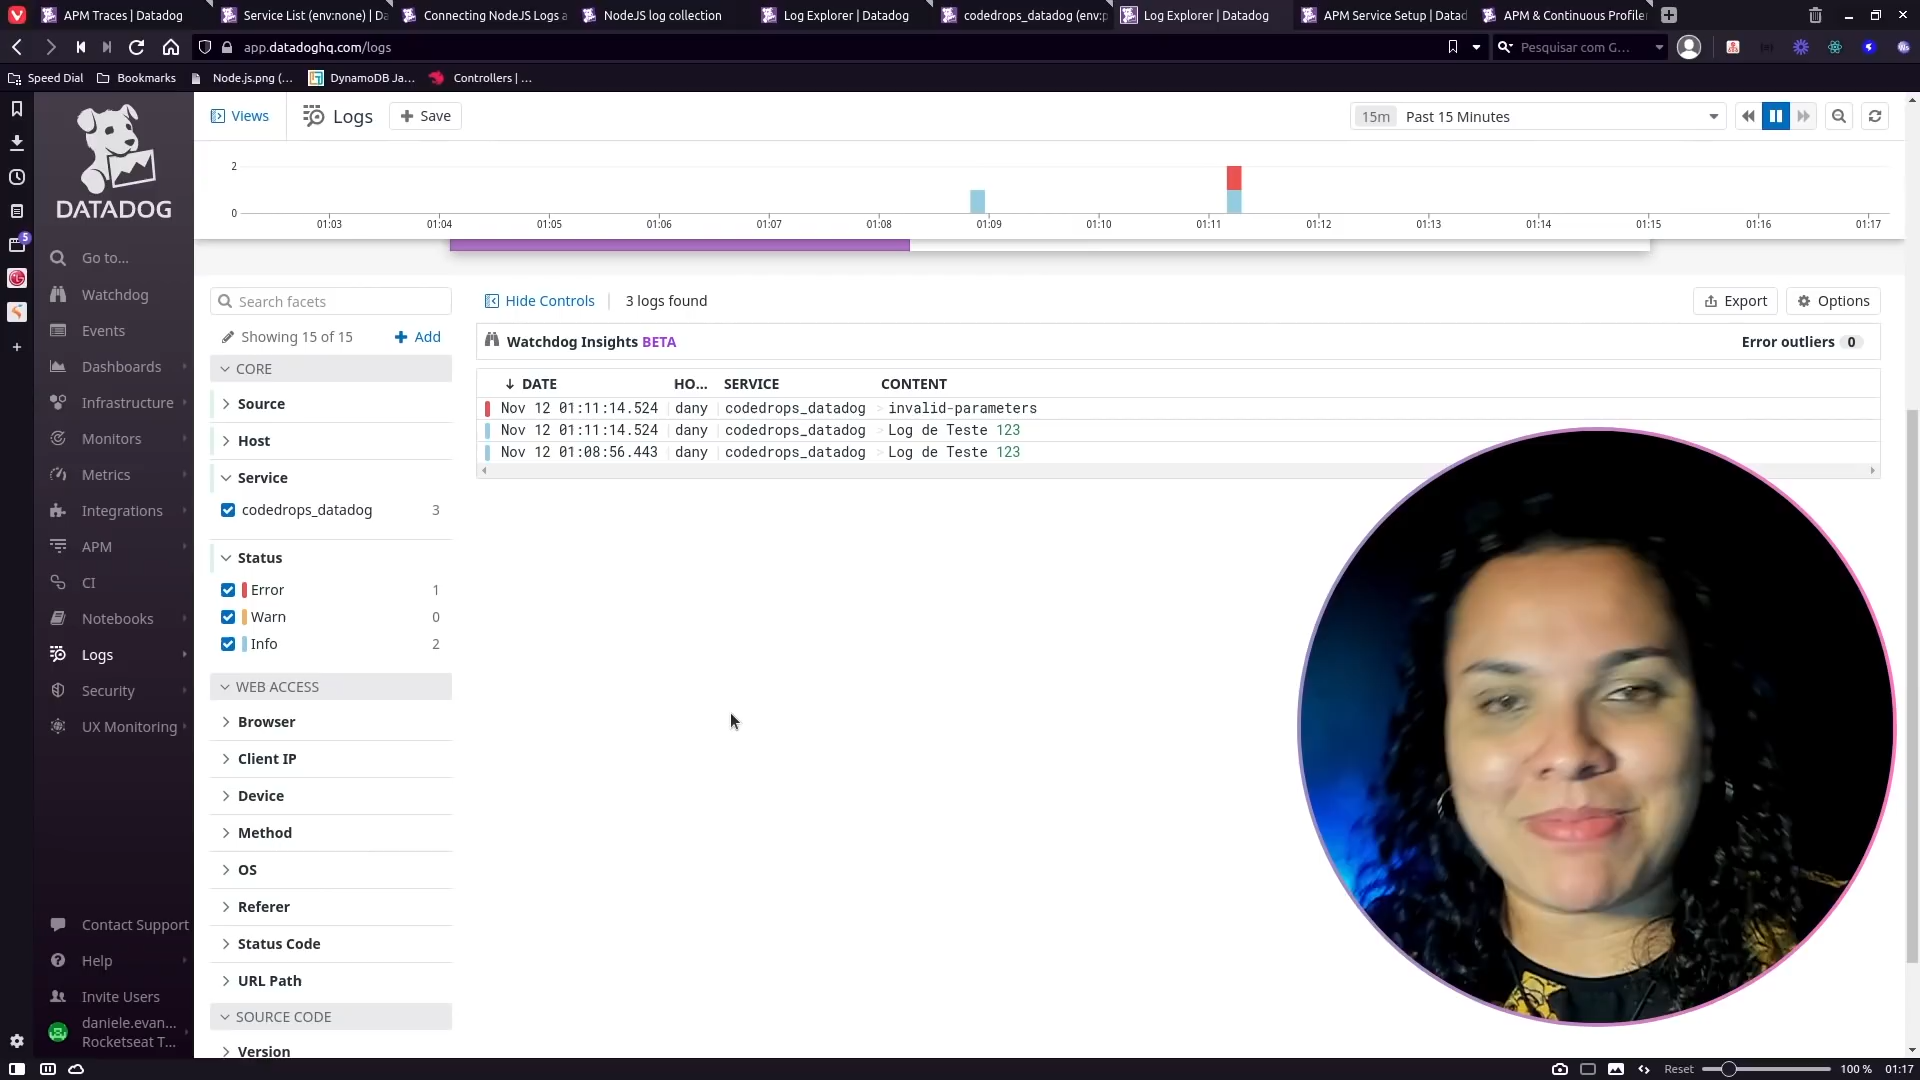 APM Traces | Datadog
Service List (env:none) | Da
Connecting NodeJS Logs a
NodeJS log collection
Log Explorer | Datadog
codedrops_datadog (env:p
Log Explorer | Datadog
APM Service Setup | Datad
APM & Continuous Profiler
app.datadoghq.com/logs
Pesquisar com G...
Speed Dial
Bookmarks
Node.js.png (...
DynamoDB Ja...
Controllers | ...
5
DATADOG
Go to...
Watchdog
Events
Dashboards
Infrastructure
Monitors
Metrics
Integrations
APM
CI
Notebooks
Logs
Security
UX Monitoring
Contact Support
Help
Invite Users
daniele.evan...
Rocketseat T...
Views
Logs
Save
15m Past 15 Minutes
2
0
01:03 01:04 01:05 01:06 01:07 01:08 01:09 01:10 01:11 01:12 01:13 01:14 01:15 01:16 01:17
Search facets
Showing 15 of 15
Add
CORE
Source
Host
Service
codedrops_datadog 3
Status
Error 1
Warn 0
Info 2
WEB ACCESS
Browser
Client IP
Device
Method
OS
Referer
Status Code
URL Path
SOURCE CODE
Version
Hide Controls
3 logs found
Export
Options
Watchdog Insights BETA
Error outliers 0
DATE HO... SERVICE CONTENT
Nov 12 01:11:14.524 dany codedrops_datadog invalid-parameters
Nov 12 01:11:14.524 dany codedrops_datadog Log de Teste 123
Nov 12 01:08:56.443 dany codedrops_datadog Log de Teste 123
Reset
100 %
01:17